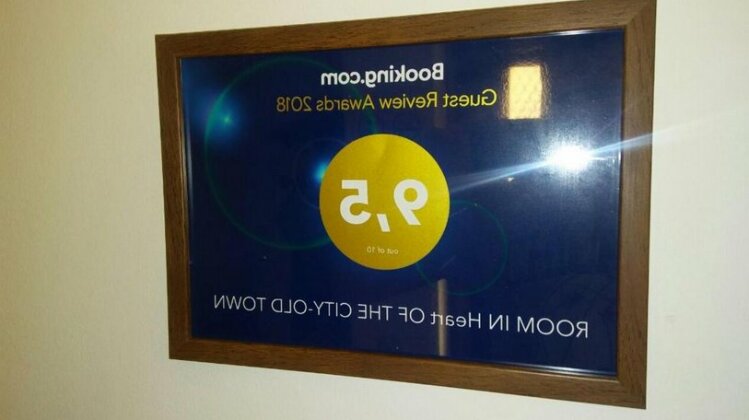 Booking.com
Guest Review Awards 2018
9,5
out of 10
ROOM IN Heart OF THE CITY-OLD TOWN